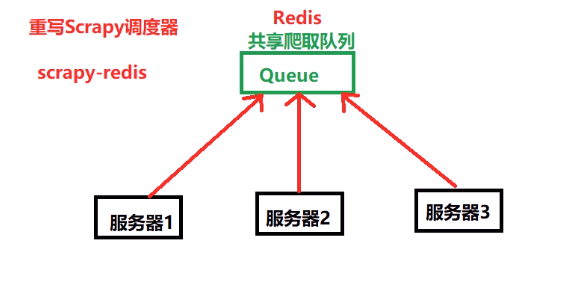 重写Scrapy调度器
scrapy-redis
Redis
共享爬取队列
Queue
服务器1
服务器2
服务器3